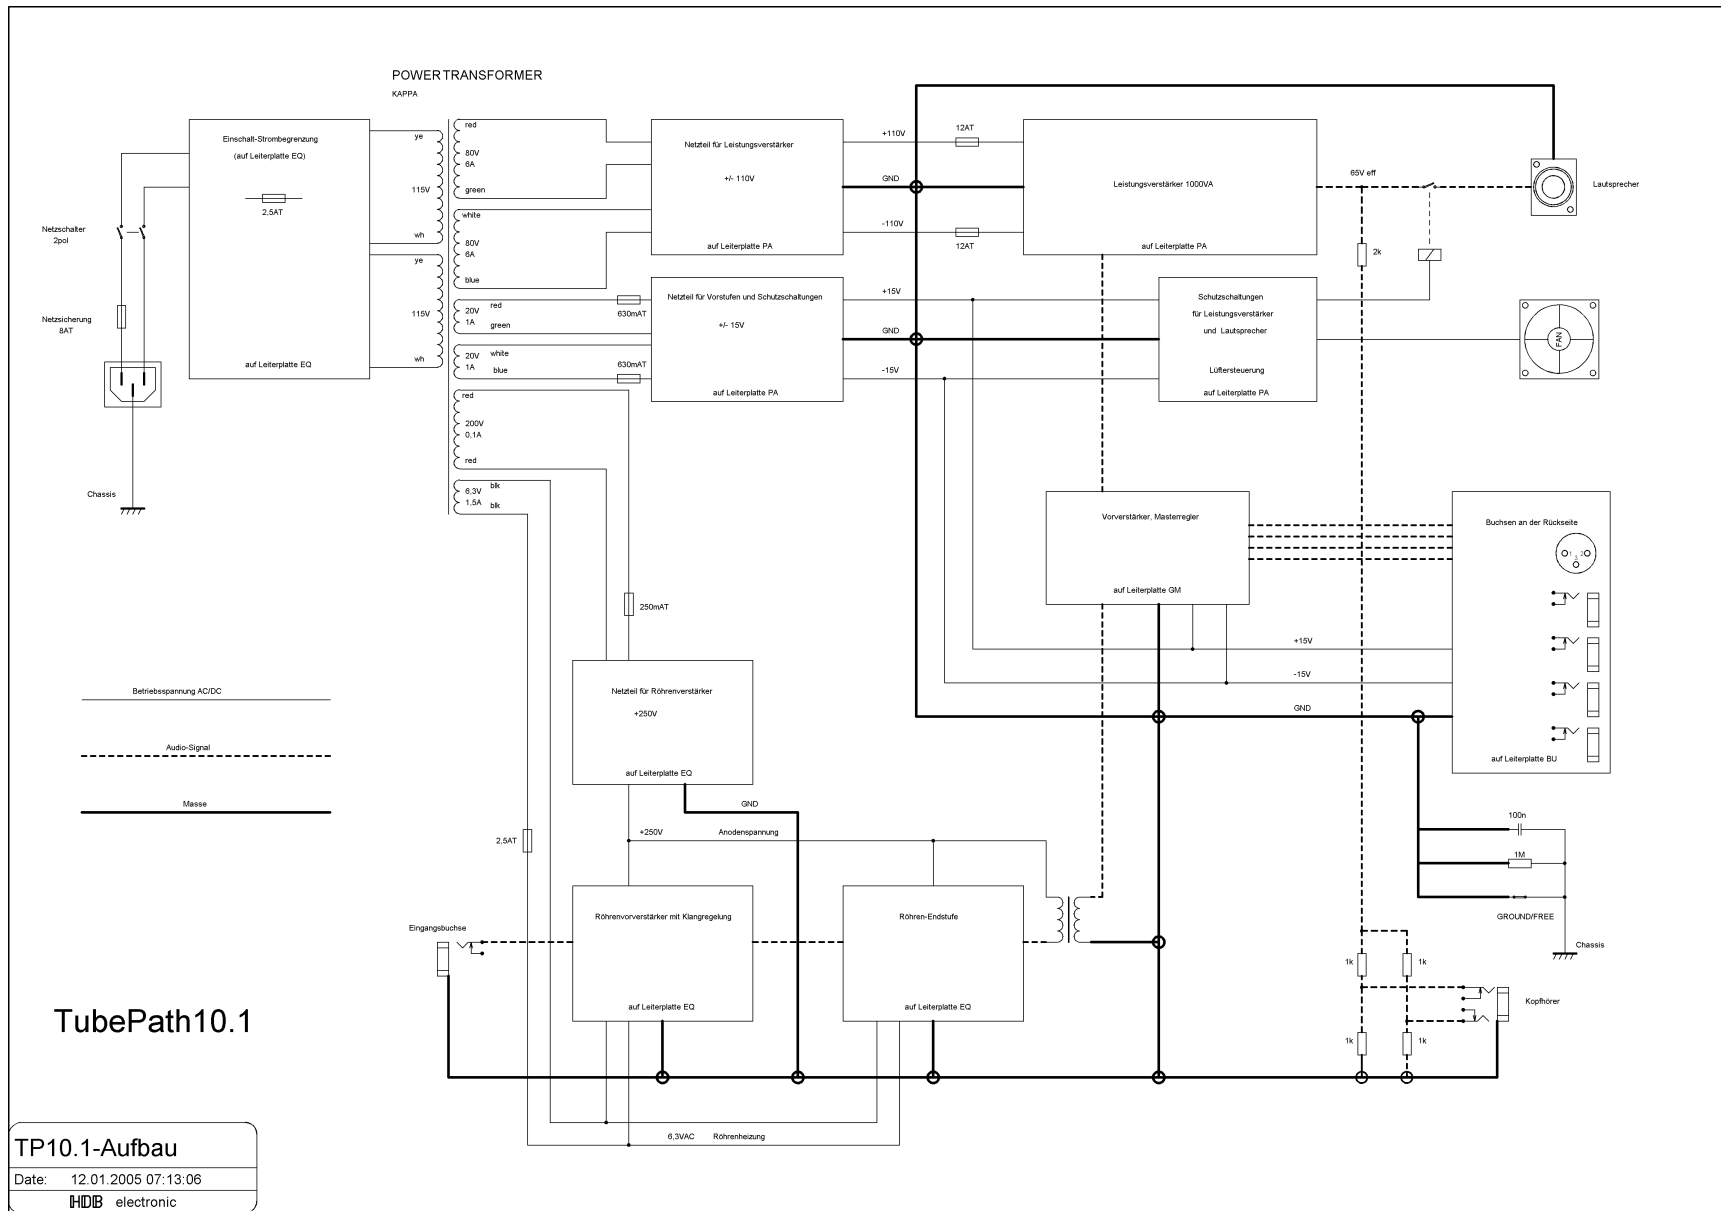 POWER TRANSFORMER
KAPPA
Einschalt-Strombegrenzung
(auf Leiterplatte EQ)
2,5AT
auf Leiterplatte EQ
Netzschalter
2pol
Netzsicherung
8AT
Chassis
ye
115V
wh
ye
115V
wh
red
80V
6A
green
white
80V
6A
blue
20V
1A
red
green
20V
1A
white
blue
red
200V
0,1A
red
6,3V
1,5A
blk
blk
630mAT
630mAT
Netzteil für Leistungsverstärker
+/- 110V
auf Leiterplatte PA
Netzteil für Vorstufen und Schutzschaltungen
+/- 15V
auf Leiterplatte PA
+110V
GND
-110V
12AT
12AT
+15V
GND
-15V
Leistungsverstärker 1000VA
auf Leiterplatte PA
65V eff
2k
Lautsprecher
Schutzschaltungen
für Leistungsverstärker
und Lautsprecher
Lüftersteuerung
auf Leiterplatte PA
FAN
Vorverstärker, Masterregler
auf Leiterplatte GM
Buchsen an der Rückseite
1 2
3
auf Leiterplatte BU
+15V
-15V
GND
250mAT
Netzteil für Röhrenverstärker
+250V
auf Leiterplatte EQ
GND
+250V
Anodenspannung
2,5AT
Betriebsspannung AC/DC
Audio-Signal
Masse
Eingangsbuchse
Röhrenvorverstärker mit Klangregelung
auf Leiterplatte EQ
Röhren-Endstufe
auf Leiterplatte EQ
100n
1M
GROUND/FREE
Chassis
1k
1k
1k
1k
Kopfhörer
6,3VAC
Röhrenheizung
TubePath10.1
TP10.1-Aufbau
Date: 12.01.2005 07:13:06
HDB electronic